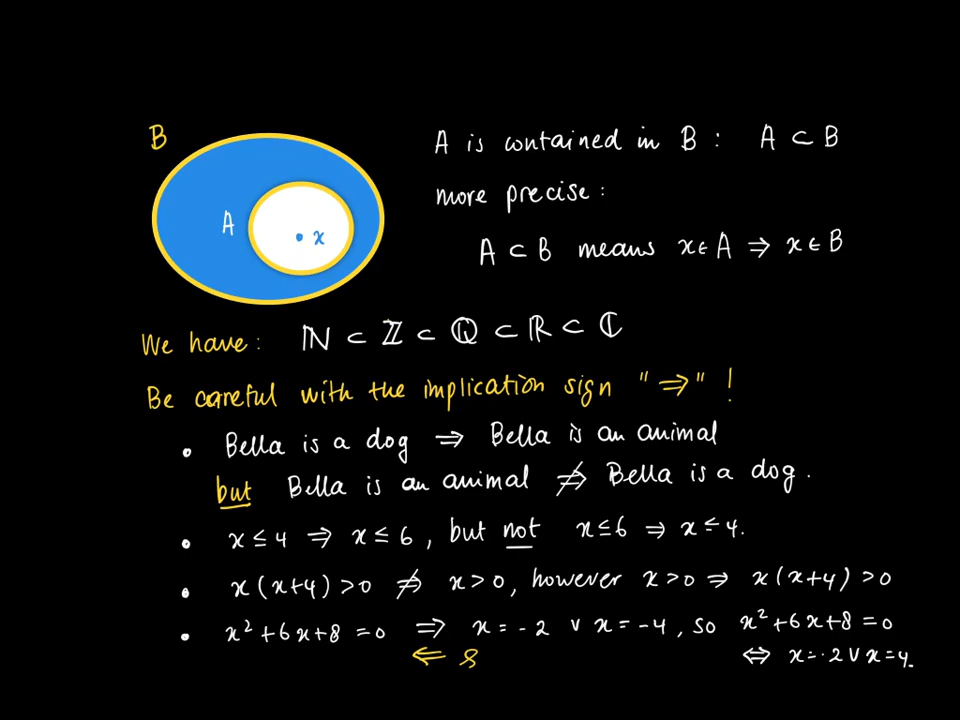 B
A
x
A is contained in B : A ⊂ B
more precise :
A ⊂ B means x ∈ A ⇒ x ∈ B
We have : ℕ ⊂ ℤ ⊂ ℚ ⊂ ℝ ⊂ ℂ
Be careful with the implication sign "⇒" !
• Bella is a dog ⇒ Bella is an animal
but Bella is an animal ⇏ Bella is a dog .
• x ≤ 4 ⇒ x ≤ 6 , but not x ≤ 6 ⇒ x ≤ 4.
• x (x+4) > 0 ⇏ x > 0, however x > 0 ⇒ x (x+4) > 0
• x² + 6x + 8 = 0 ⇒ x = -2 ∨ x = -4 , so x² + 6x + 8 = 0
⇐ ⇔ x = -2 ∨ x = 4